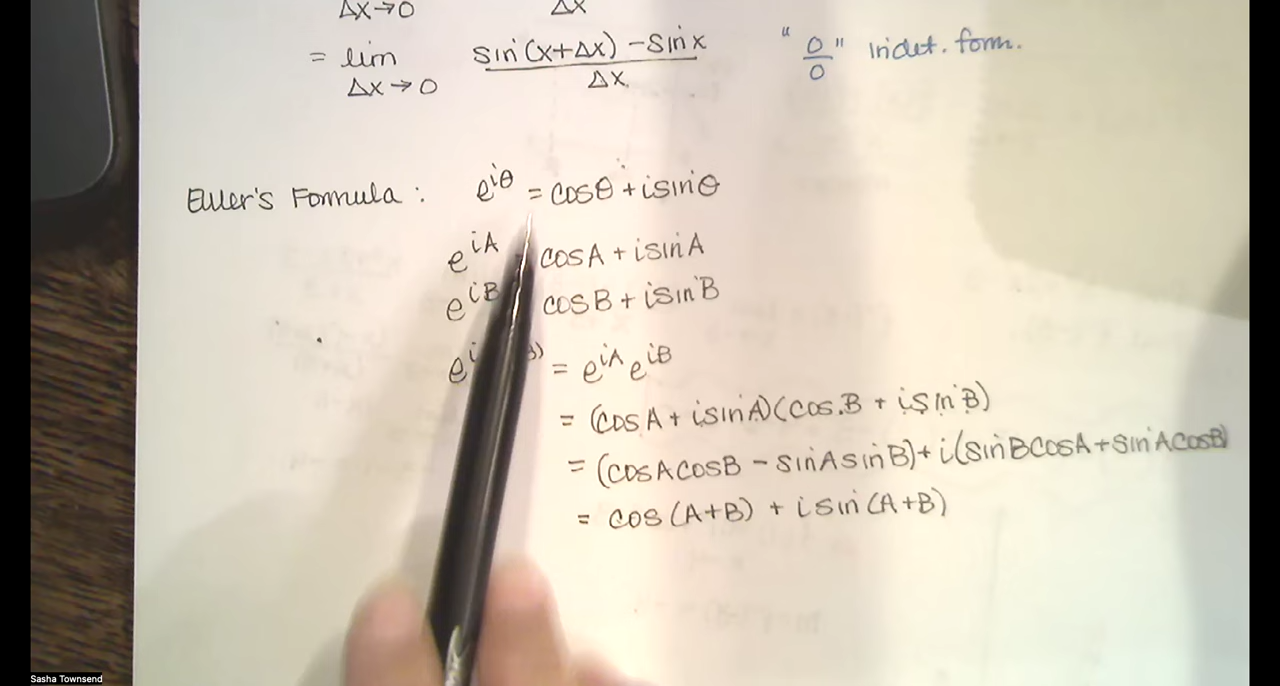 Δx→0 Δx
= lim sin(x+Δx) - sinx " 0 " indet. form.
Δx→0 Δx 0
Euler's Formula : e^{iθ} = cosθ + isinθ
e^{iA} cosA + isinA
e^{iB} cosB + isinB
= e^{iA} e^{iB}
= (cosA + isinA)(cosB + isinB)
= (cosAcosB - sinAsinB) + i(sinBcosA + sinAcosB)
= cos(A+B) + isin(A+B)
Sasha Townsend